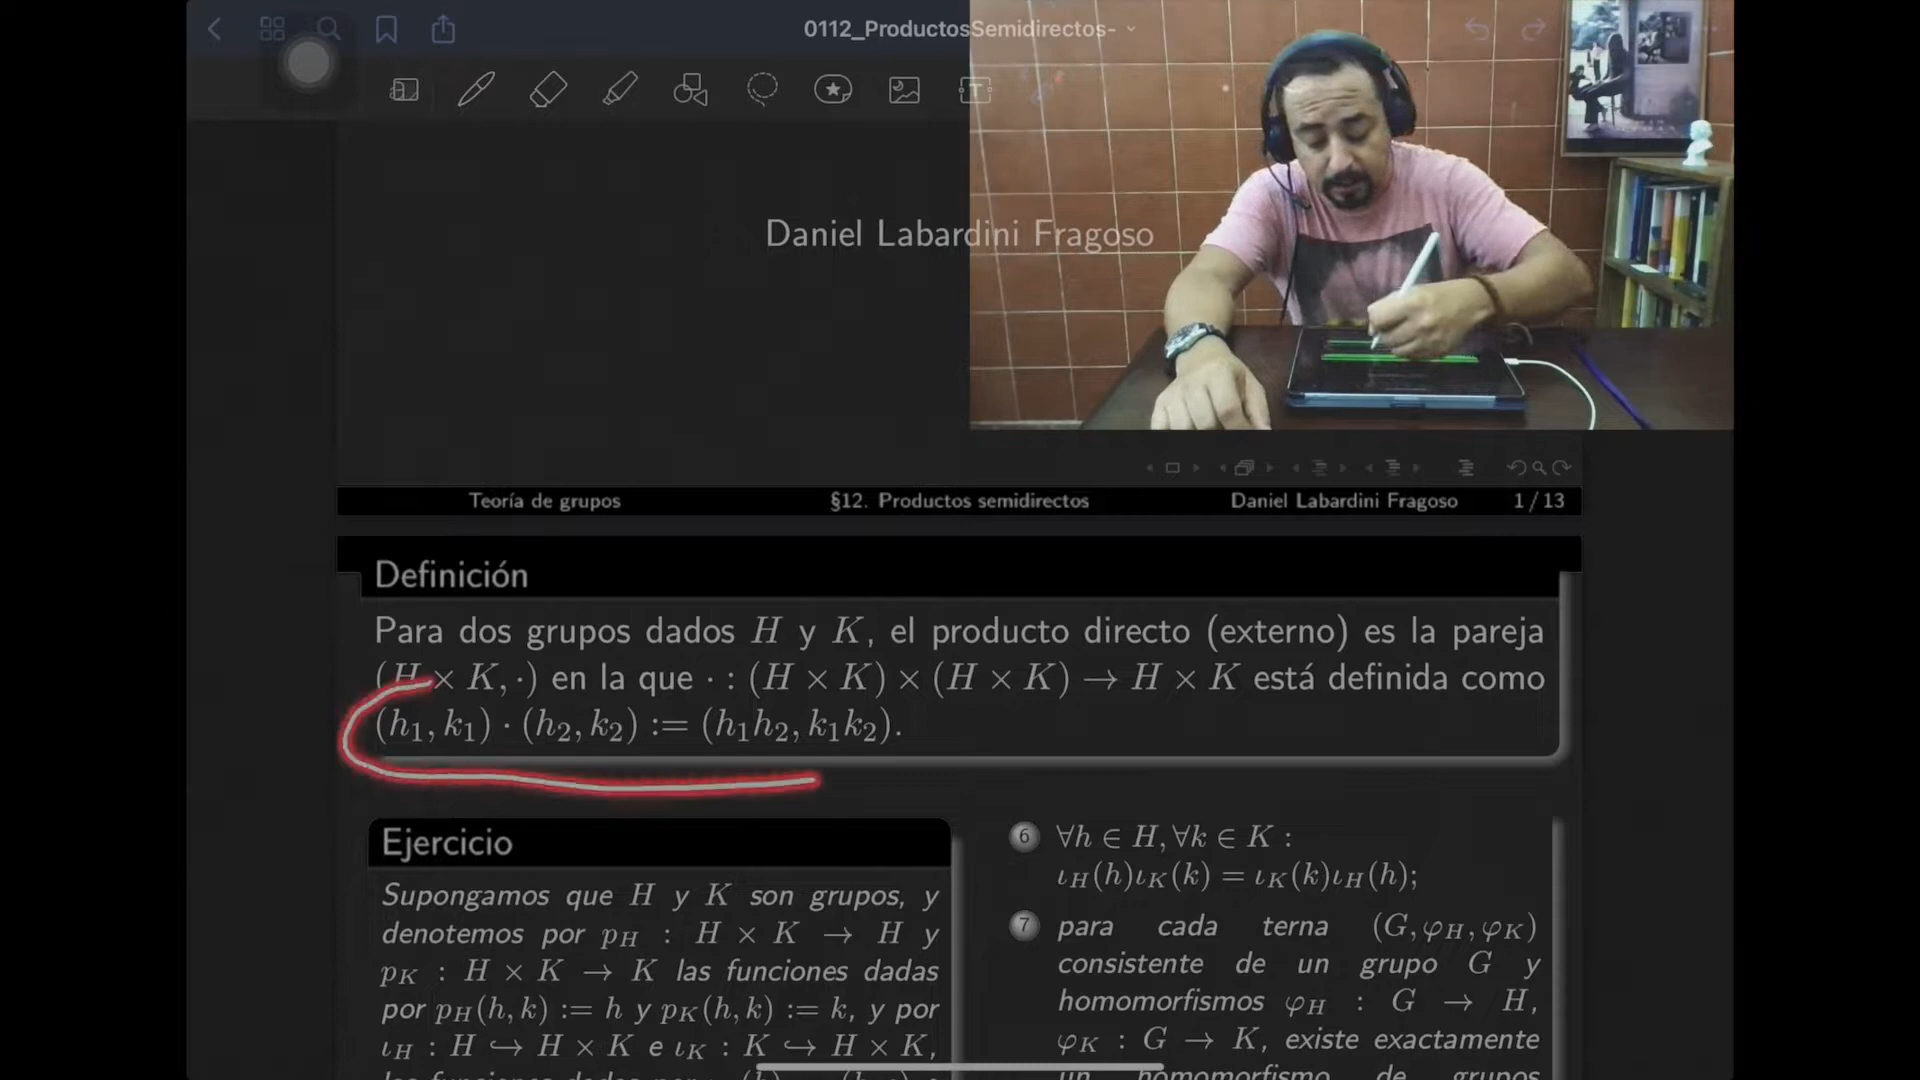 0112_ProductosSemidirectos-
Daniel Labardini Fragoso
Teoría de grupos §12. Productos semidirectos Daniel Labardini Fragoso 1 / 13
Definición
Para dos grupos dados H y K, el producto directo (externo) es la pareja
(H × K, ·) en la que · : (H × K) × (H × K) → H × K está definida como
(h₁, k₁) · (h₂, k₂) := (h₁h₂, k₁k₂).
Ejercicio
Supongamos que H y K son grupos, y
denotemos por p_H : H × K → H y
p_K : H × K → K las funciones dadas
por p_H(h, k) := h y p_K(h, k) := k, y por
ι_H : H ↪ H × K e ι_K : K ↪ H × K,
6 ∀h ∈ H, ∀k ∈ K :
ι_H(h)ι_K(k) = ι_K(k)ι_H(h);
7 para cada terna (G, φ_H, φ_K)
consistente de un grupo G y
homomorfismos φ_H : G → H,
φ_K : G → K, existe exactamente
un homomorfismo de grupos